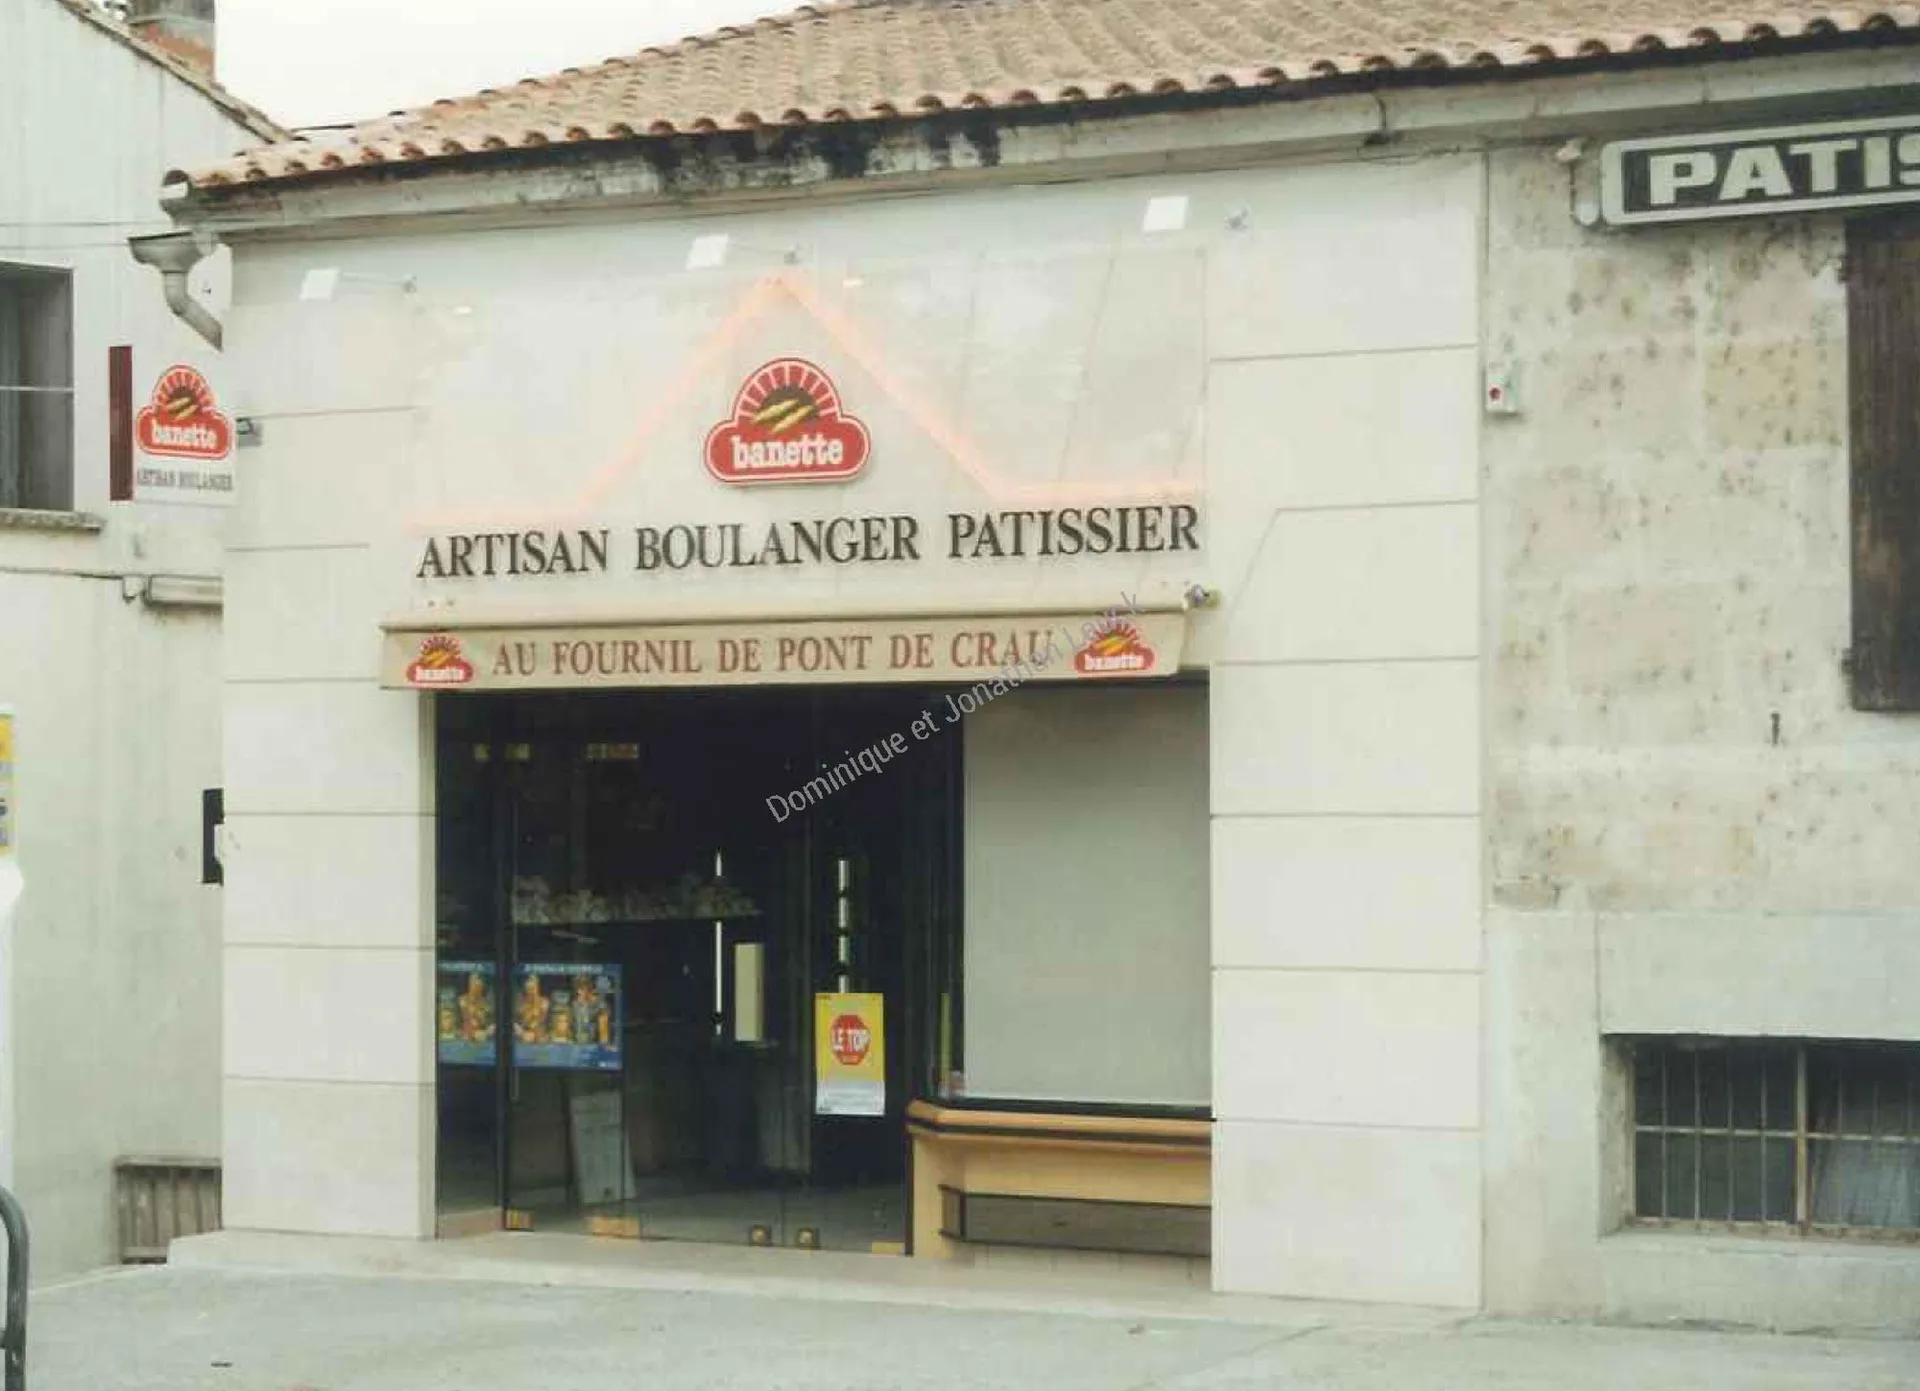 PATIS
banette
ARTISAN BOULANGER
banette
ARTISAN BOULANGER PATISSIER
banette AU FOURNIL DE PONT DE CRAU banette
Dominique et Jonathan
LE TOP